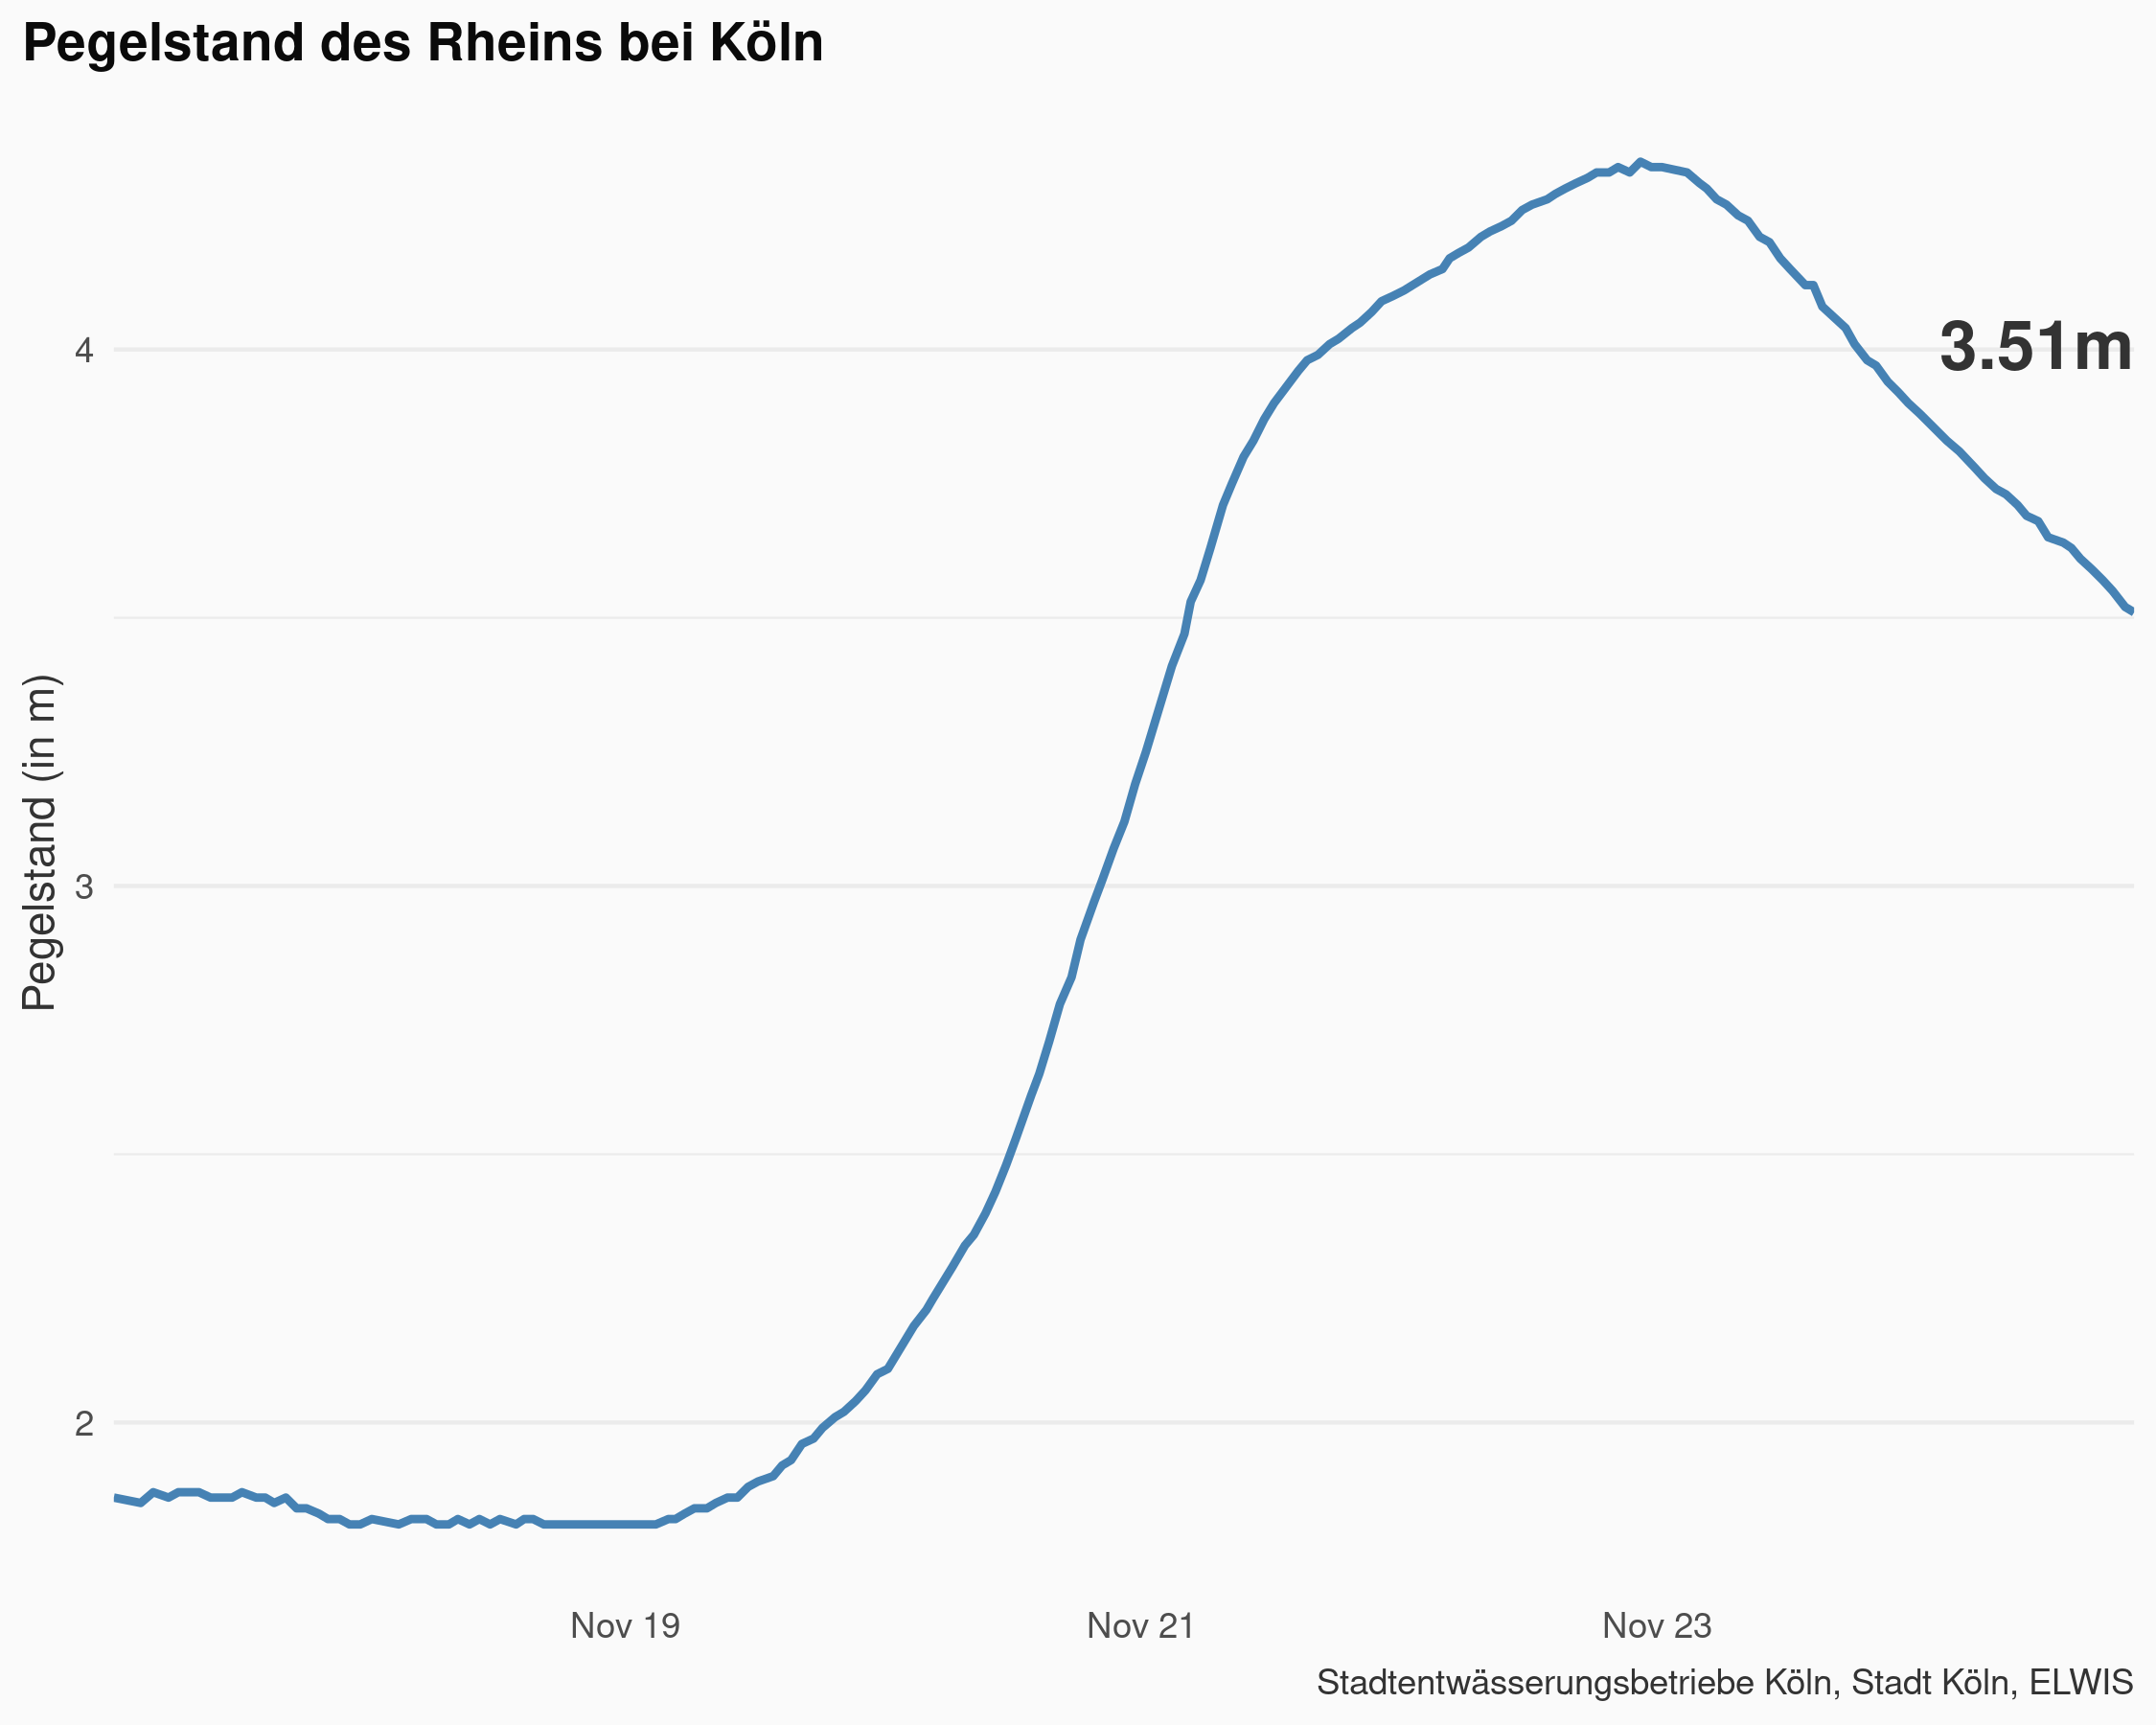 Pegelstand des Rheins bei Köln
3.51m
4
3
2
Pegelstand (in m)
Nov 19
Nov 21
Nov 23
Stadtentwässerungsbetriebe Köln, Stadt Köln, ELWIS